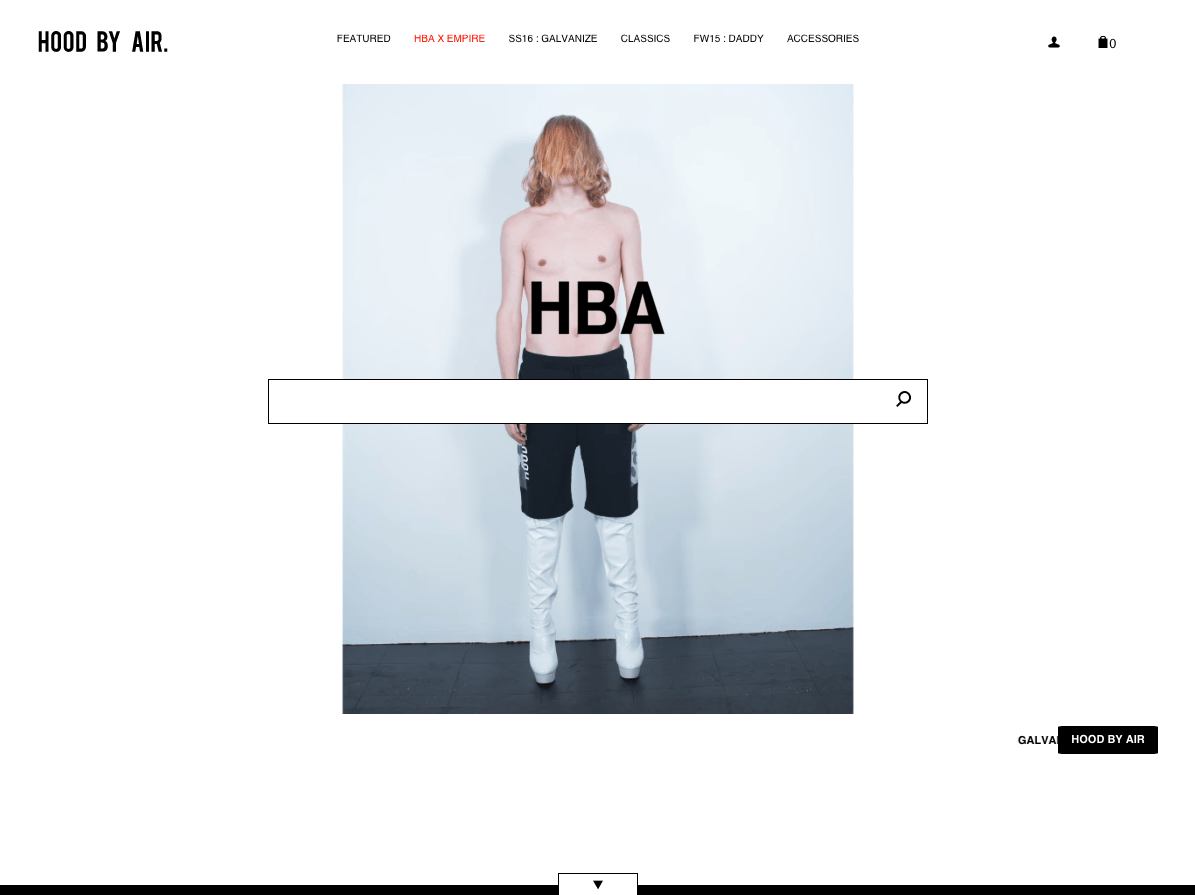 HOOD BY AIR.
FEATURED
HBA X EMPIRE
SS16 : GALVANIZE
CLASSICS
FW15 : DADDY
ACCESSORIES
0
HBA
HOOD
GALVA
HOOD BY AIR